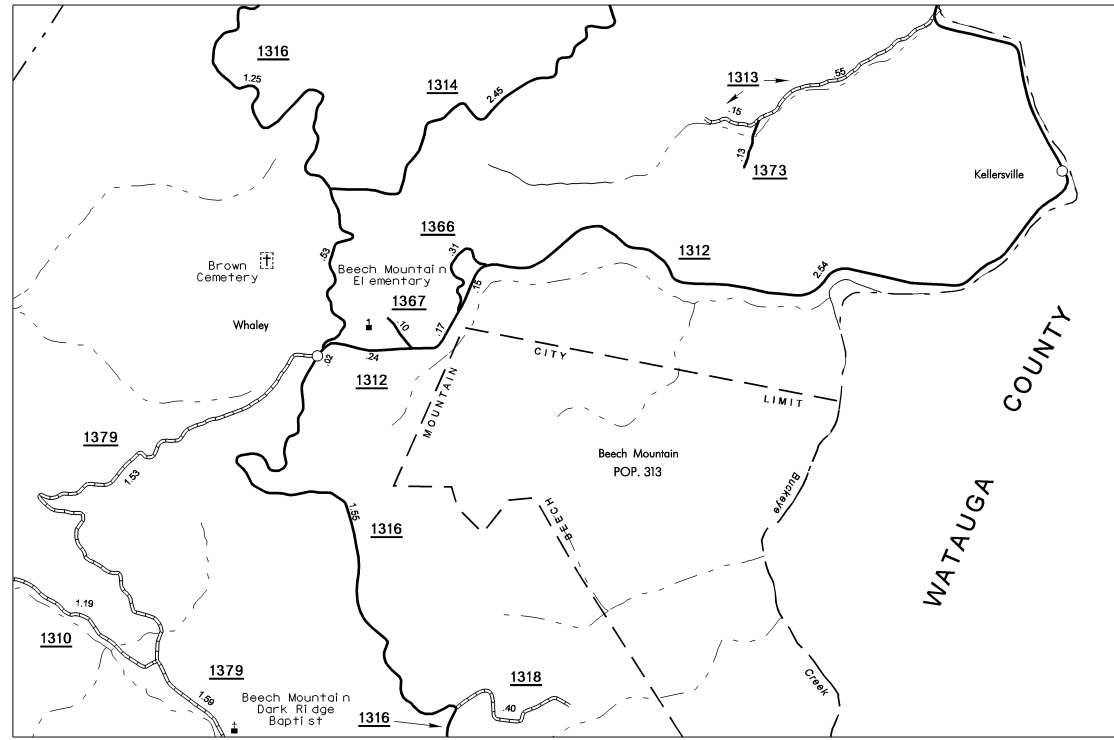 1316
1.25
1314
2.45
1313
.55
.15
.13
1373
Kellersville
1366
.31
.53
1312
Brown
Cemetery
Beech Mountain
Elementary
.15
2.54
1367
1
.10
.17
Whaley
.02
.24
CITY
LIMIT
1312
MOUNTAIN
COUNTY
1379
1.53
Beech Mountain
POP. 313
Buckeye
BEECH
1.55
1316
WATAUGA
1.19
1310
1379
1.59
Beech Mountain
Dark Ridge
Baptist
1318
.40
1316
Creek